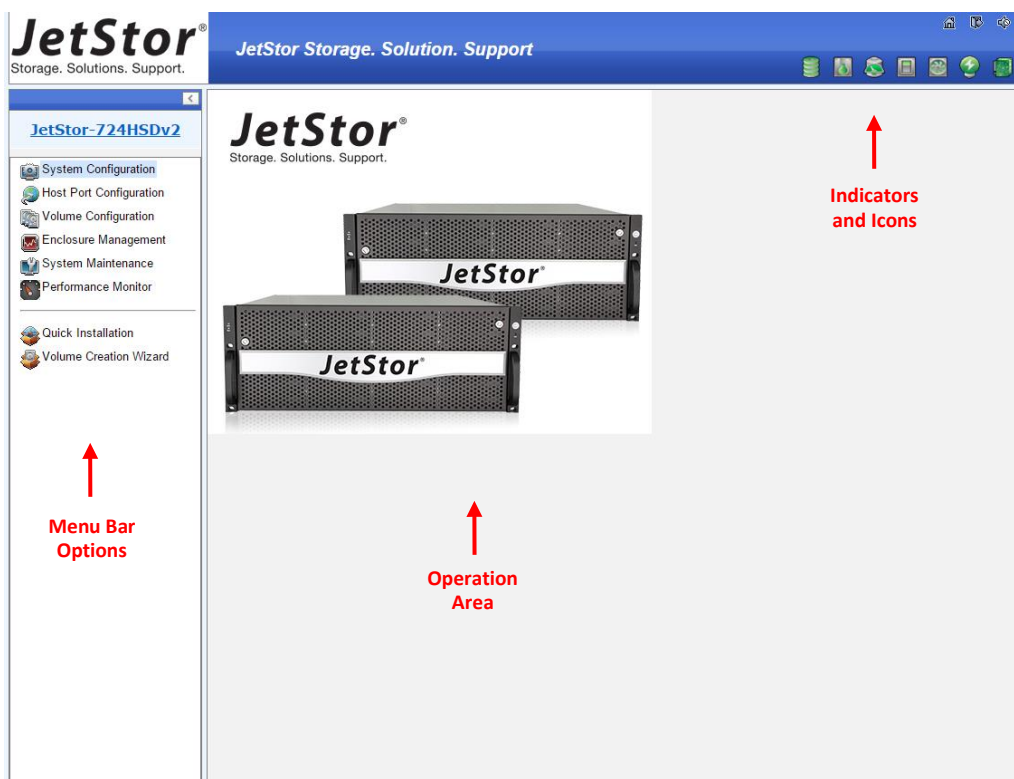 JetStor®
Storage. Solutions. Support.
JetStor Storage. Solution. Support
JetStor-724HSDv2
System Configuration
Host Port Configuration
Volume Configuration
Enclosure Management
System Maintenance
Performance Monitor
Quick Installation
Volume Creation Wizard
JetStor®
Storage. Solutions. Support.
JetStor®
JetStor®
Indicators
and Icons
Menu Bar
Options
Operation
Area